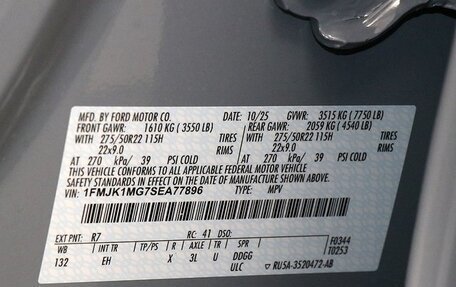 MFD. BY FORD MOTOR CO. DATE: 10/25 GVWR: 3515 KG ( 7750 LB)
FRONT GAWR: 1610 KG ( 3550 LB) REAR GAWR: 2059 KG ( 4540 LB)
WITH 275/50R22 115H TIRES WITH 275/50R22 115H TIRES
22x9.0 RIMS 22x9.0 RIMS
AT 270 kPa/ 39 PSI COLD AT 270 kPa/ 39 PSI COLD
THIS VEHICLE CONFORMS TO ALL APPLICABLE FEDERAL MOTOR VEHICLE
SAFETY STANDARDS IN EFFECT ON THE DATE OF MANUFACTURE SHOWN ABOVE.
VIN: 1FMJK1MG7SEA77896 TYPE: MPV
EXT PNT: R7 RC: 41 DSO: F0344
WB INT TR TP/PS R AXLE TR SPR T0253
132 EH X 3L U DDGG
ULC RU5A-3520472-AB